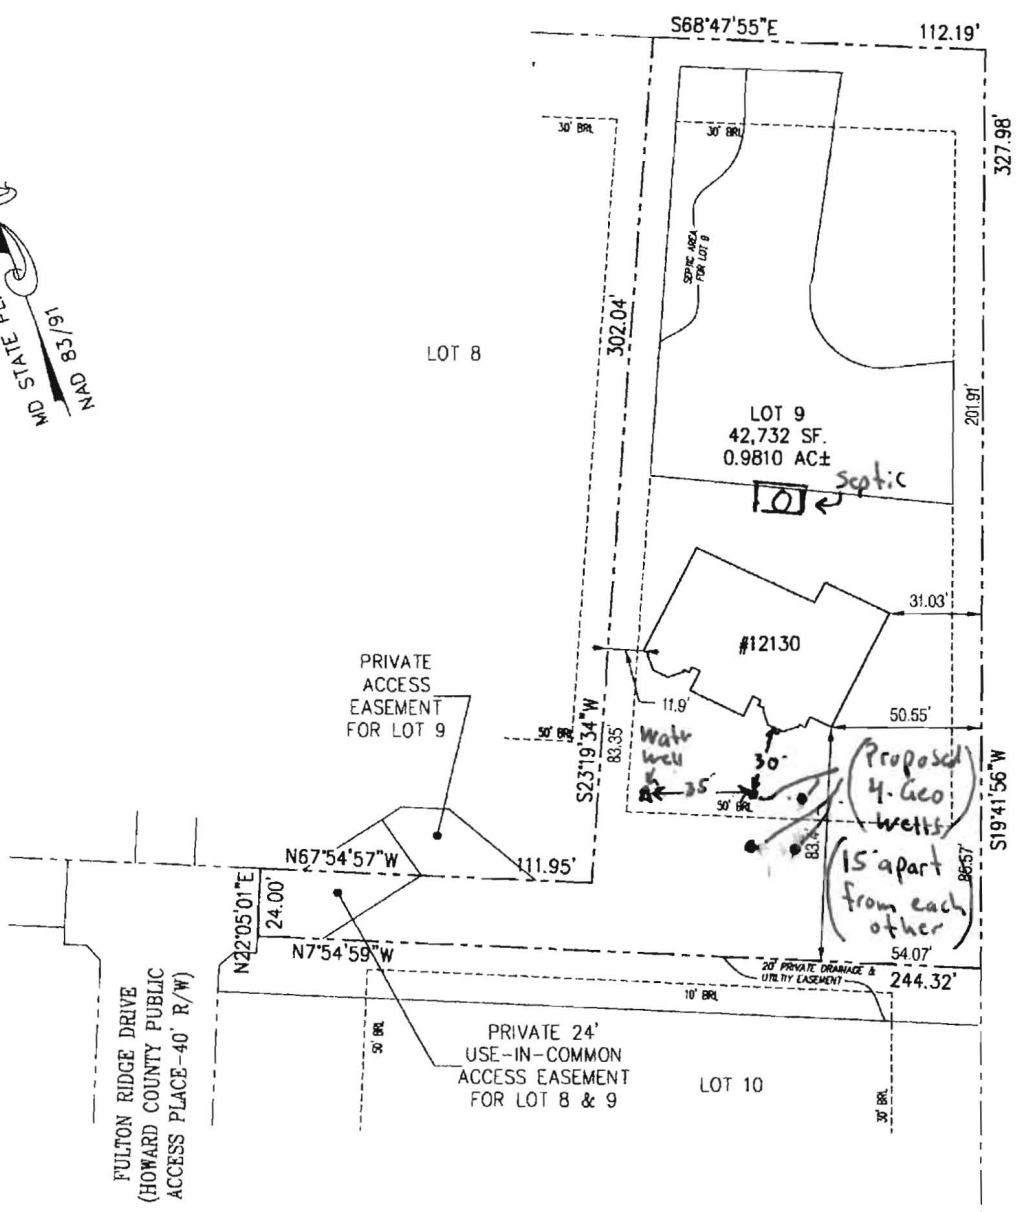 S68°47'55"E
112.19'
327.98'
30' BRL
30' BRL
SEPTIC AREA
FOR LOT 9
MD STATE
NAD 83/91
302.04'
LOT 8
LOT 9
42,732 SF.
0.9810 AC±
201.91'
septic
31.03'
#12130
PRIVATE
ACCESS
EASEMENT
FOR LOT 9
11.9'
50.55'
50' BRL
83.35'
S23°19'34"W
Water
well
35'
30'
50' BRL
(Proposed
4-Geo
wells)
(15' apart
from each
other)
83.4'
88.57'
S19°41'56"W
N67°54'57"W
111.95'
N22°05'01"E
24.00'
N7°54'59"W
54.07'
244.32'
20' PRIVATE DRAINAGE &
UTILITY EASEMENT
10' BRL
50' BRL
PRIVATE 24'
USE-IN-COMMON
ACCESS EASEMENT
FOR LOT 8 & 9
LOT 10
30' BRL
FULTON RIDGE DRIVE
(HOWARD COUNTY PUBLIC
ACCESS PLACE-40' R/W)